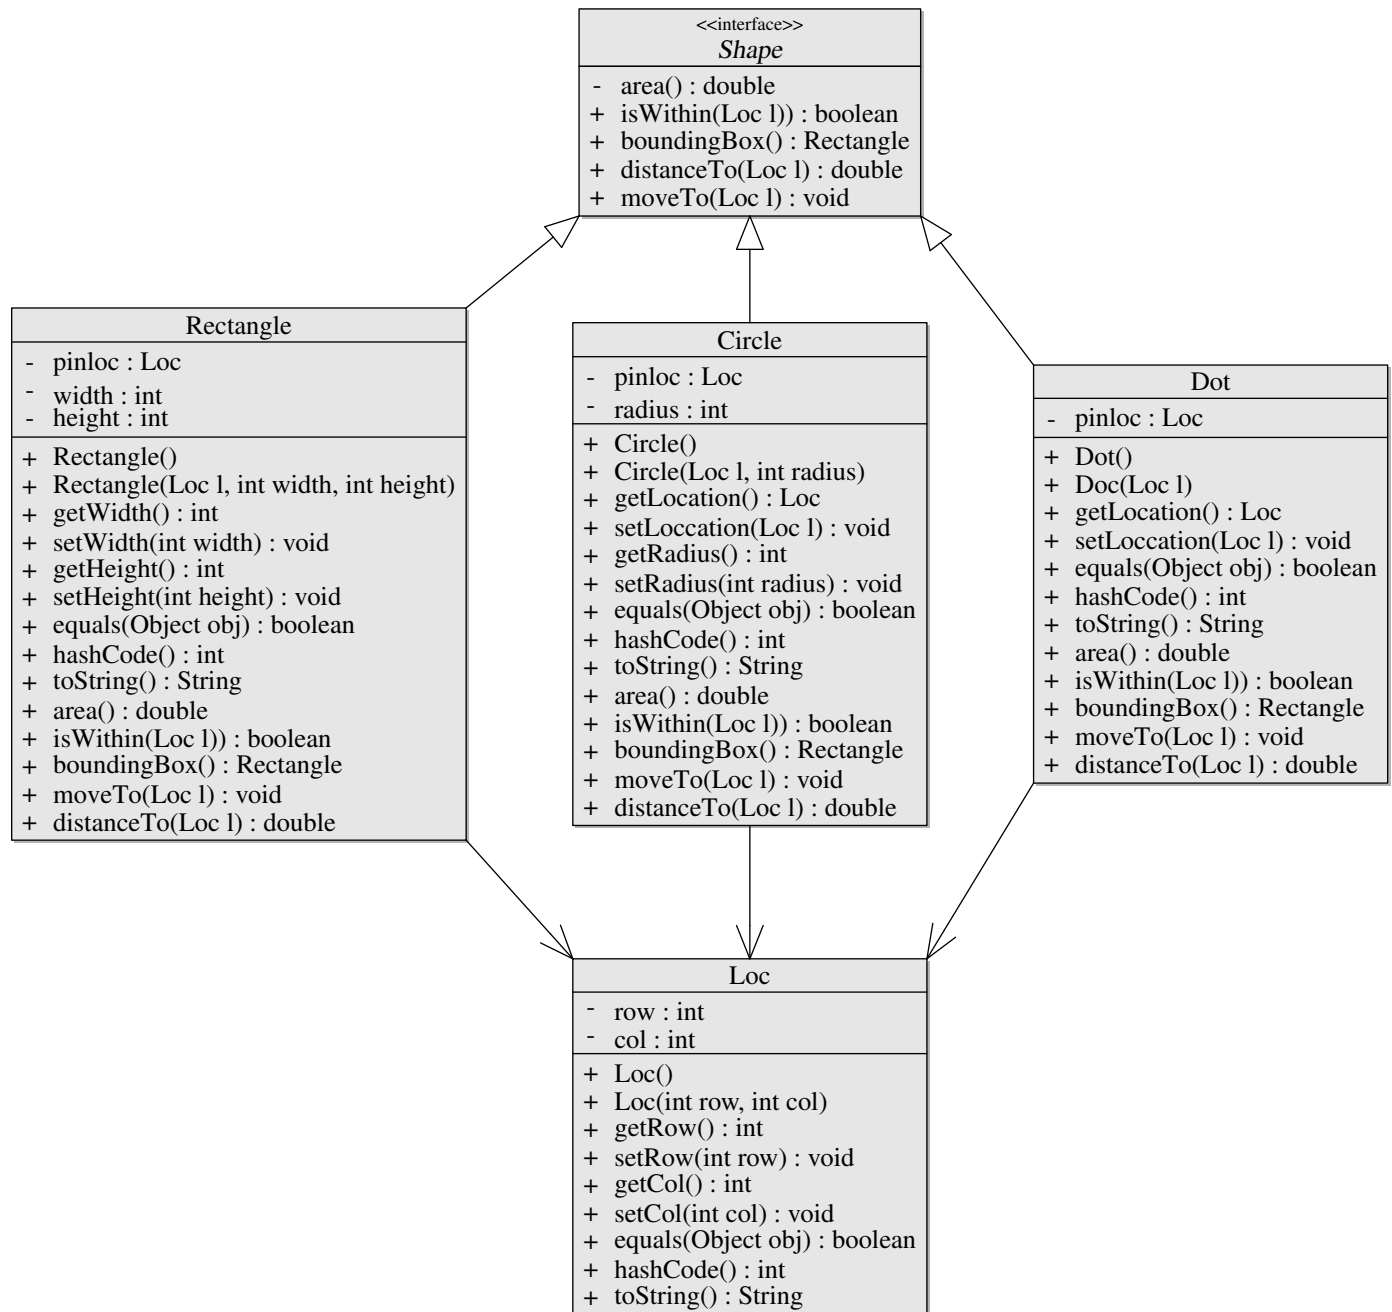 <<interface>>
Shape
- area() : double
+ isWithin(Loc l)) : boolean
+ boundingBox() : Rectangle
+ distanceTo(Loc l) : double
+ moveTo(Loc l) : void
Rectangle
- pinloc : Loc
- width : int
- height : int
+ Rectangle()
+ Rectangle(Loc l, int width, int height)
+ getWidth() : int
+ setWidth(int width) : void
+ getHeight() : int
+ setHeight(int height) : void
+ equals(Object obj) : boolean
+ hashCode() : int
+ toString() : String
+ area() : double
+ isWithin(Loc l)) : boolean
+ boundingBox() : Rectangle
+ moveTo(Loc l) : void
+ distanceTo(Loc l) : double
Circle
- pinloc : Loc
- radius : int
+ Circle()
+ Circle(Loc l, int radius)
+ getLocation() : Loc
+ setLoccation(Loc l) : void
+ getRadius() : int
+ setRadius(int radius) : void
+ equals(Object obj) : boolean
+ hashCode() : int
+ toString() : String
+ area() : double
+ isWithin(Loc l)) : boolean
+ boundingBox() : Rectangle
+ moveTo(Loc l) : void
+ distanceTo(Loc l) : double
Dot
- pinloc : Loc
+ Dot()
+ Doc(Loc l)
+ getLocation() : Loc
+ setLoccation(Loc l) : void
+ equals(Object obj) : boolean
+ hashCode() : int
+ toString() : String
+ area() : double
+ isWithin(Loc l)) : boolean
+ boundingBox() : Rectangle
+ moveTo(Loc l) : void
+ distanceTo(Loc l) : double
Loc
- row : int
- col : int
+ Loc()
+ Loc(int row, int col)
+ getRow() : int
+ setRow(int row) : void
+ getCol() : int
+ setCol(int col) : void
+ equals(Object obj) : boolean
+ hashCode() : int
+ toString() : String